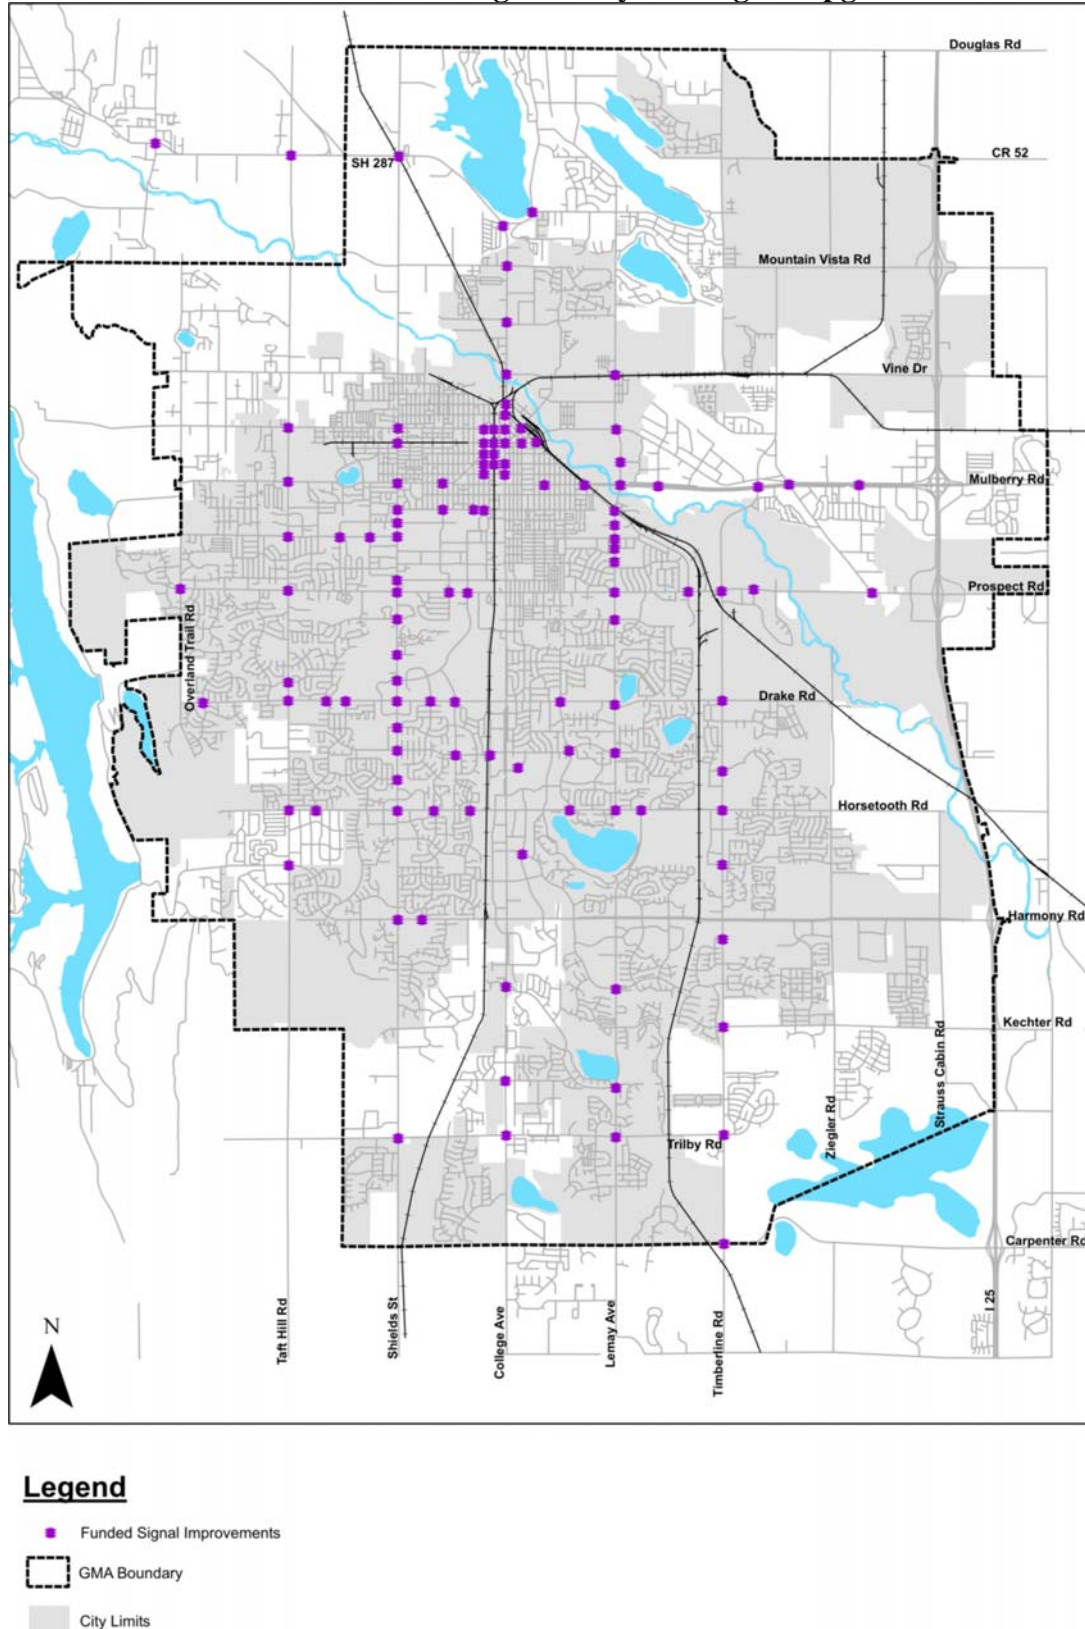 Douglas Rd
CR 52
SH 287
Mountain Vista Rd
Vine Dr
Mulberry Rd
Prospect Rd
Overland Trail Rd
Drake Rd
Horsetooth Rd
Harmony Rd
Kechter Rd
Strauss Cabin Rd
Ziegler Rd
Trilby Rd
Carpenter Rd
I 25
Taft Hill Rd
Shields St
College Ave
Lemay Ave
Timberline Rd
N
Legend
Funded Signal Improvements
GMA Boundary
City Limits